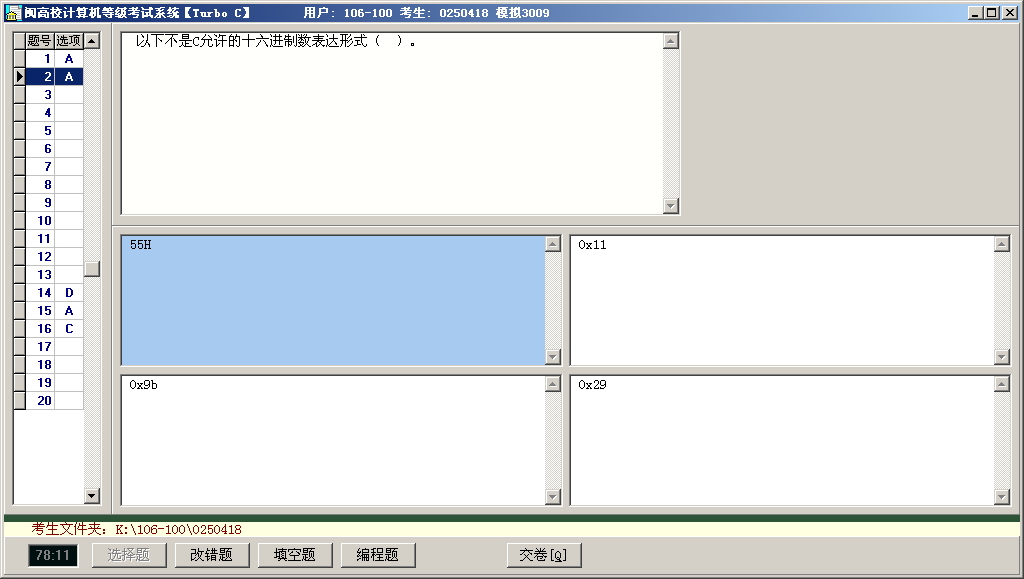 闽高校计算机等级考试系统【Turbo C】 用户: 106-100 考生: 0250418 模拟3009
题号 选项
1 A
2 A
3
4
5
6
7
8
9
10
11
12
13
14 D
15 A
16 C
17
18
19
20
以下不是C允许的十六进制数表达形式（ ）。
55H
0x11
0x9b
0x29
考生文件夹: K:\106-100\0250418
78:11 选择题 改错题 填空题 编程题 交卷[Q]